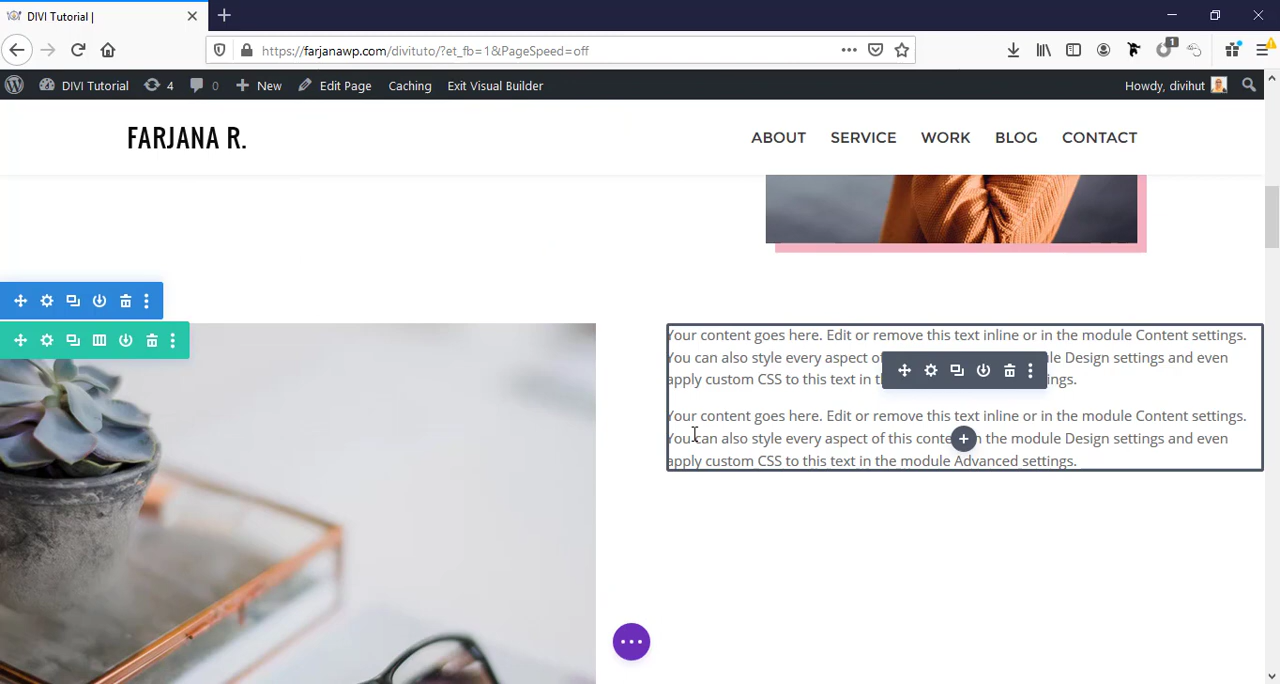 DIVI Tutorial |
https://farjanawp.com/divituto/?et_fb=1&PageSpeed=off
1
DIVI Tutorial 4 0 New Edit Page Caching Exit Visual Builder Howdy, divihut
FARJANA R.
ABOUT SERVICE WORK BLOG CONTACT
Your content goes here. Edit or remove this text inline or in the module Content settings.
You can also style every aspect of le Design settings and even
apply custom CSS to this text in t ngs.
Your content goes here. Edit or remove this text inline or in the module Content settings.
You can also style every aspect of this conte n the module Design settings and even
apply custom CSS to this text in the module Advanced settings.